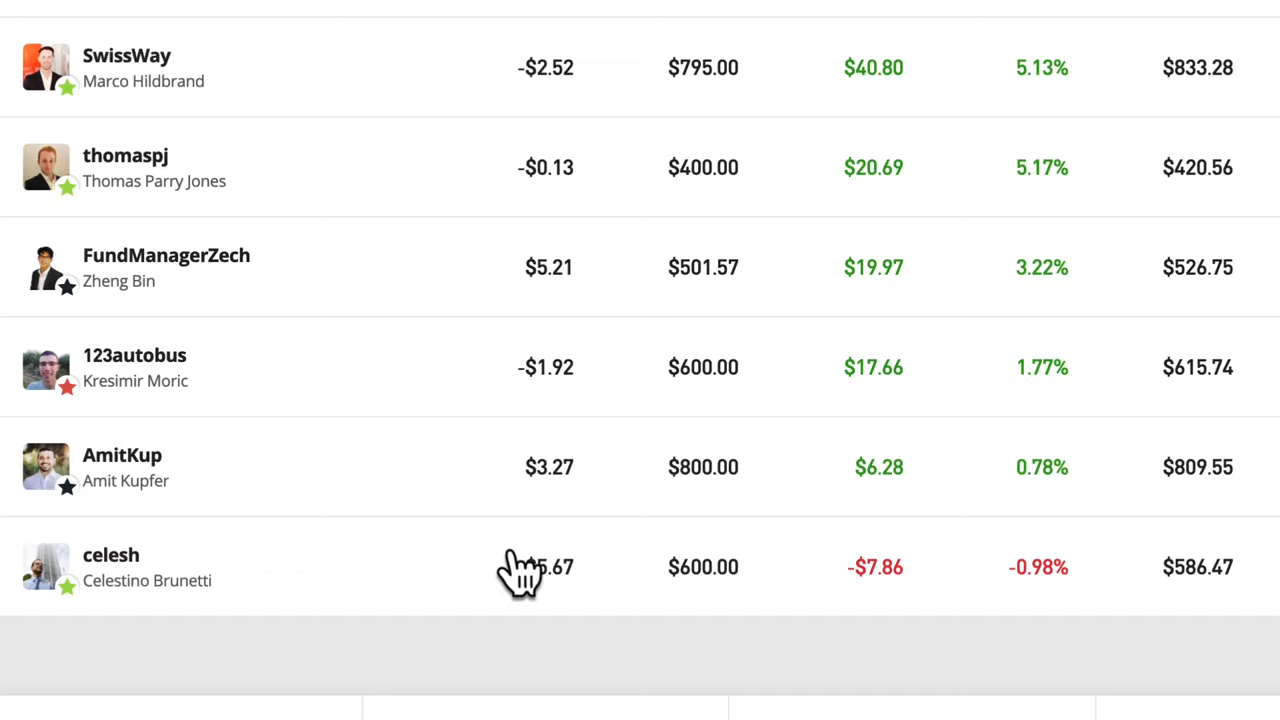 SwissWay
Marco Hildbrand
-$2.52 $795.00 $40.80 5.13% $833.28
thomaspj
Thomas Parry Jones
-$0.13 $400.00 $20.69 5.17% $420.56
FundManagerZech
Zheng Bin
$5.21 $501.57 $19.97 3.22% $526.75
123autobus
Kresimir Moric
-$1.92 $600.00 $17.66 1.77% $615.74
AmitKup
Amit Kupfer
$3.27 $800.00 $6.28 0.78% $809.55
celesh
Celestino Brunetti
$600.00 -$7.86 -0.98% $586.47